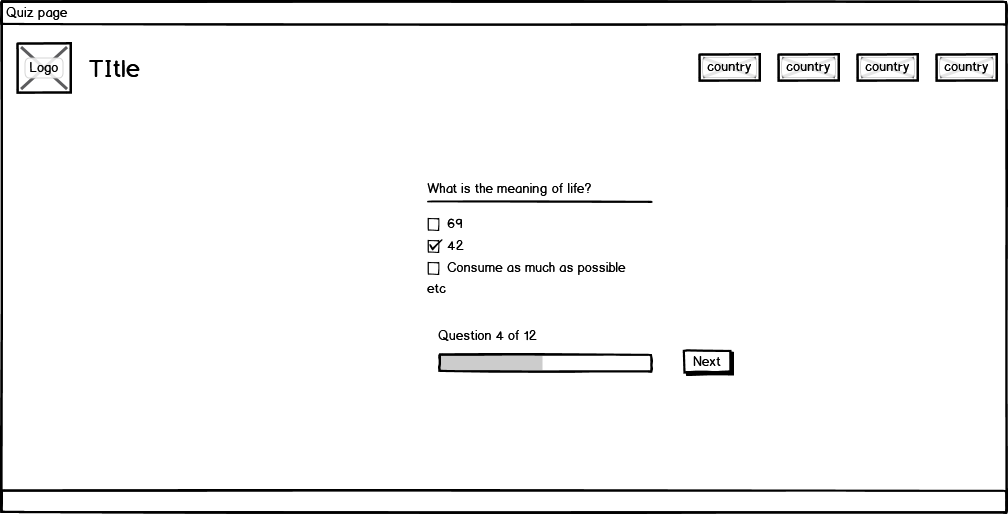 Quiz page
Logo
TItle
country country country country
What is the meaning of life?
69
42
Consume as much as possible
etc
Question 4 of 12
Next